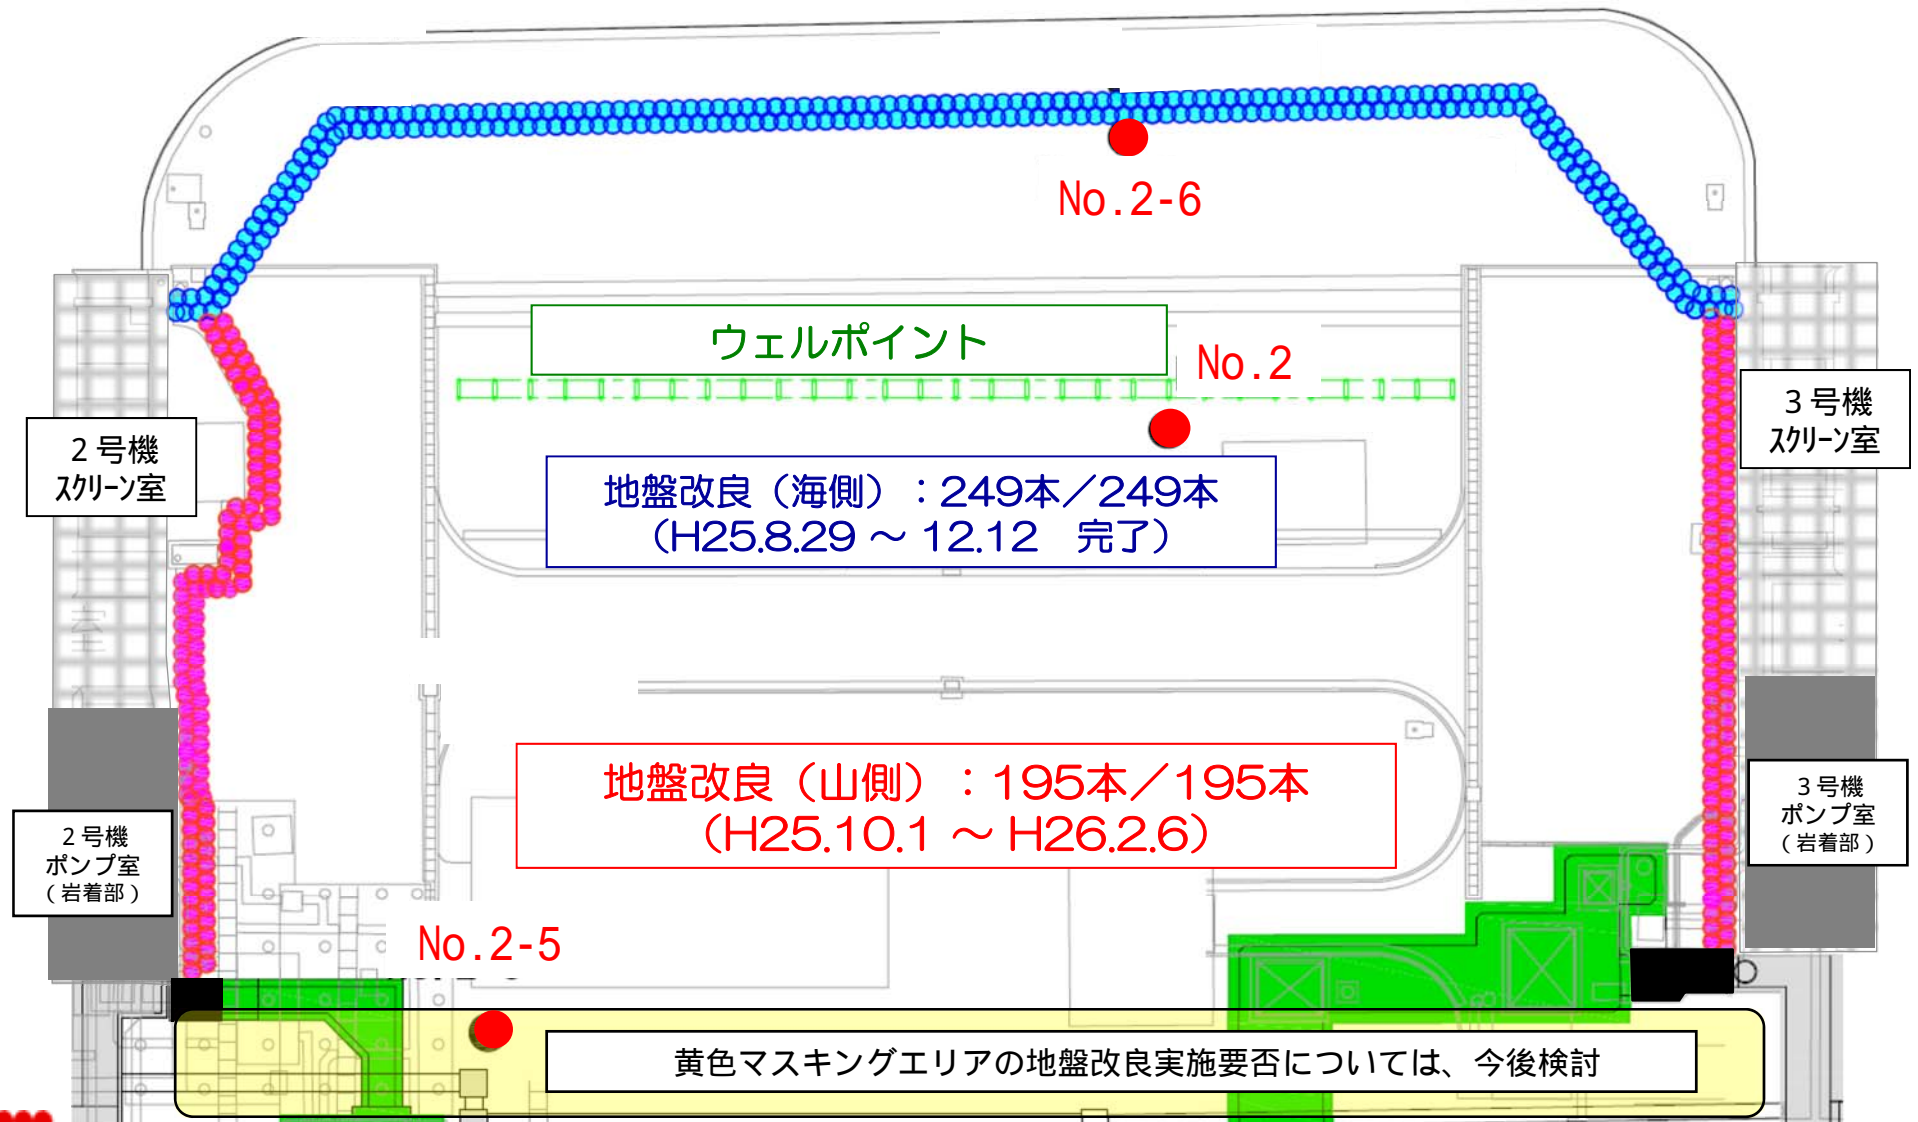 No.2-6
ウェルポイント
No.2
2号機
スクリーン室
3号機
スクリーン室
地盤改良（海側）：249本／249本
（H25.8.29 ～ 12.12　完了）
地盤改良（山側）：195本／195本
（H25.10.1 ～ H26.2.6）
2号機
ポンプ室
（岩着部）
3号機
ポンプ室
（岩着部）
No.2-5
黄色マスキングエリアの地盤改良実施要否については、今後検討